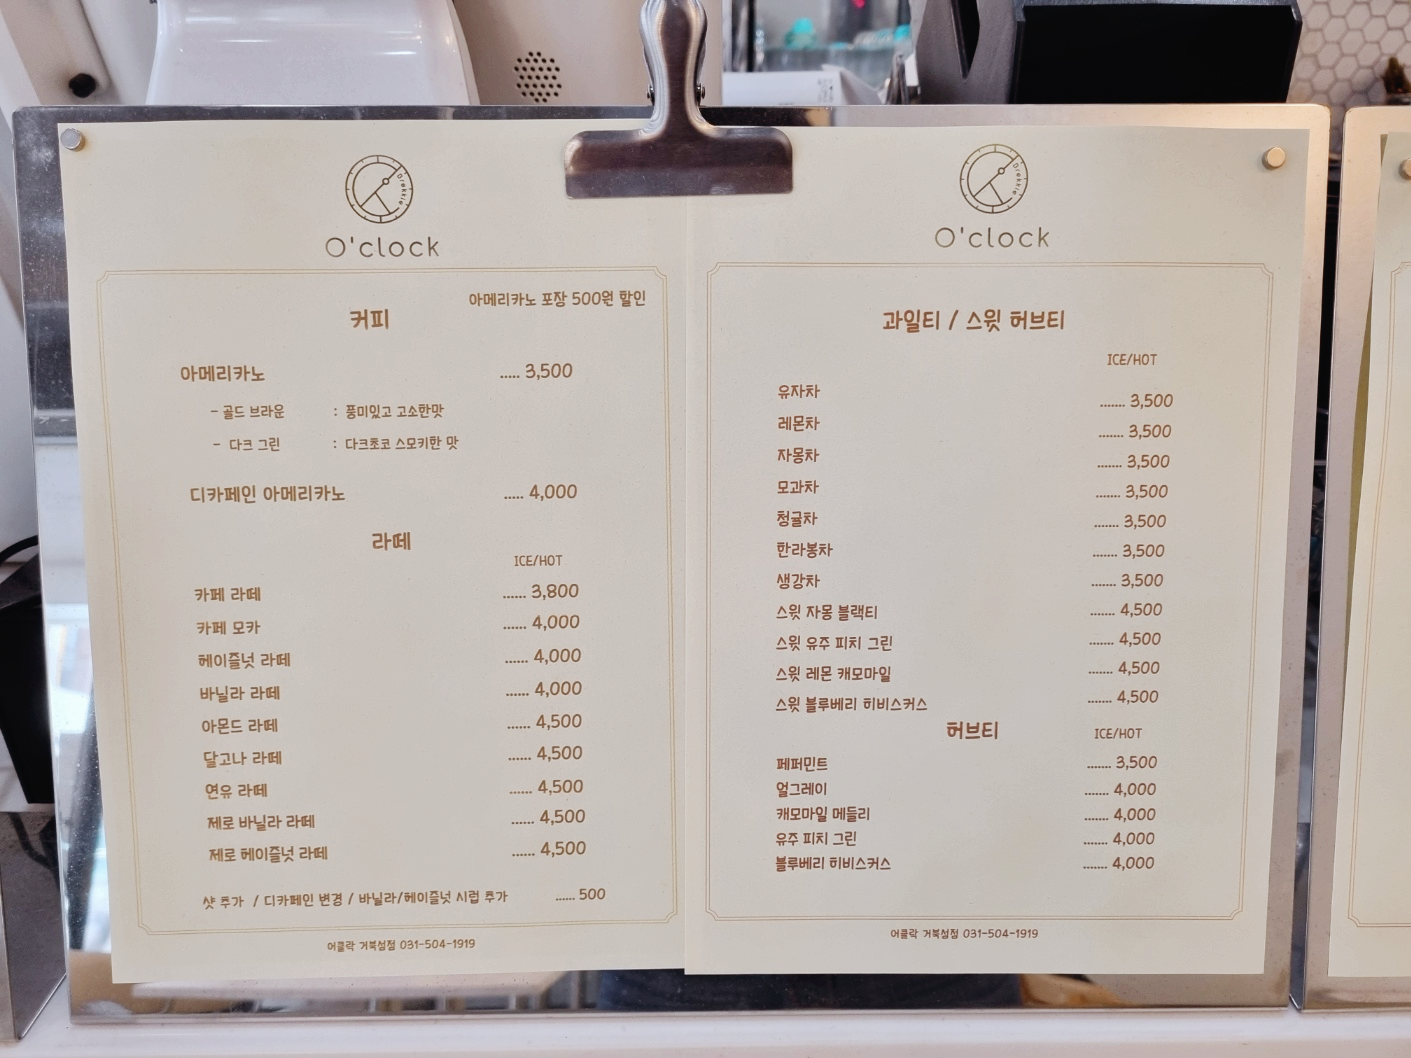 Drekkie
O'clock
아메리카노 포장 500원 할인
커피
아메리카노 ..... 3,500
- 골드 브라운 : 풍미있고 고소한맛
- 다크 그린 : 다크초코 스모키한 맛
디카페인 아메리카노 ..... 4,000
라떼
ICE/HOT
카페 라떼 ...... 3,800
카페 모카 ...... 4,000
헤이즐넛 라떼 ...... 4,000
바닐라 라떼 ...... 4,000
아몬드 라떼 ...... 4,500
달고나 라떼 ...... 4,500
연유 라떼 ...... 4,500
제로 바닐라 라떼 ...... 4,500
제로 헤이즐넛 라떼 ...... 4,500
샷 추가 / 디카페인 변경 / 바닐라/헤이즐넛 시럽 추가 ...... 500
어클락 거북섬점 031-504-1919
Drekkie
O'clock
과일티 / 스윗 허브티
ICE/HOT
유자차 ....... 3,500
레몬차 ....... 3,500
자몽차 ....... 3,500
모과차 ....... 3,500
청귤차 ....... 3,500
한라봉차 ....... 3,500
생강차 ....... 3,500
스윗 자몽 블랙티 ....... 4,500
스윗 유주 피치 그린 ....... 4,500
스윗 레몬 캐모마일 ....... 4,500
스윗 블루베리 히비스커스 ....... 4,500
허브티 ICE/HOT
페퍼민트 ....... 3,500
얼그레이 ....... 4,000
캐모마일 메들리 ....... 4,000
유주 피치 그린 ....... 4,000
블루베리 히비스커스 ....... 4,000
어클락 거북섬점 031-504-1919